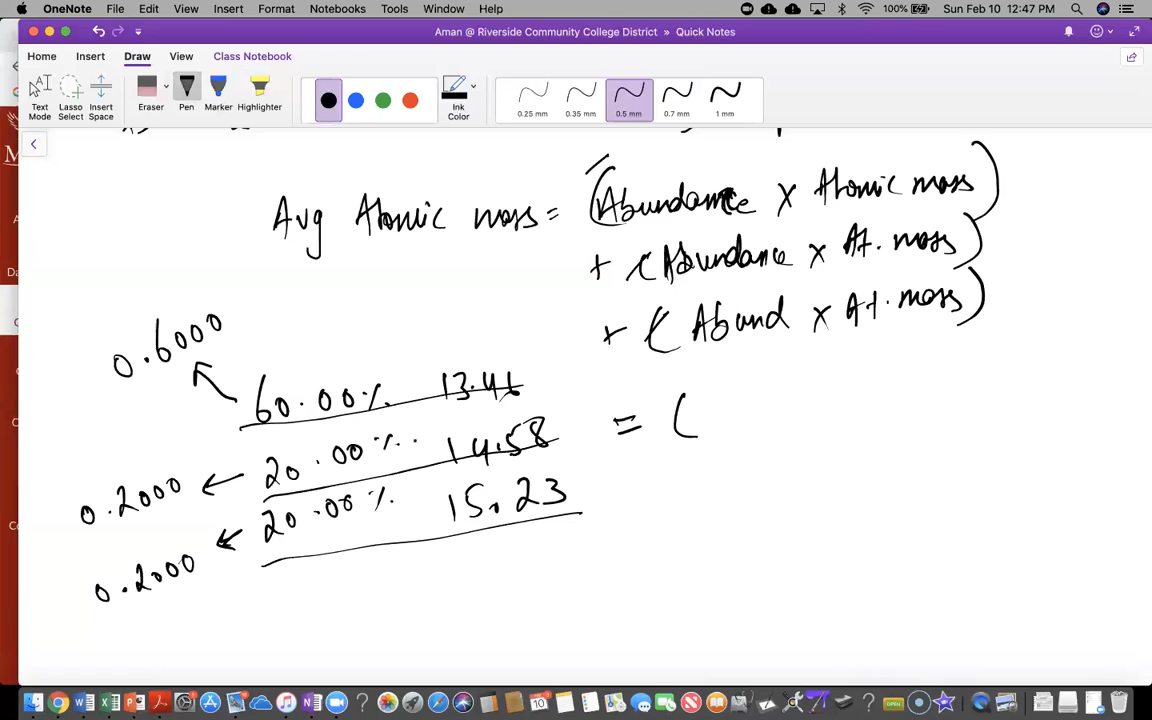 OneNote File Edit View Insert Format Notebooks Tools Window Help 100% Sun Feb 10 12:47 PM
Aman @ Riverside Community College District » Quick Notes
Home Insert Draw View Class Notebook
Text Mode Lasso Select Insert Space Eraser Pen Marker Highlighter Ink Color 0.25 mm 0.35 mm 0.5 mm 0.7 mm 1 mm
Avg Atomic mass = (Abundance X Atomic mass)
+ (Abundance X At. mass)
+ (Abund X At. mass)
0.6000
60.00% 13.46
0.2000 20.00% 14.58 = (
0.2000 20.00% 15.23